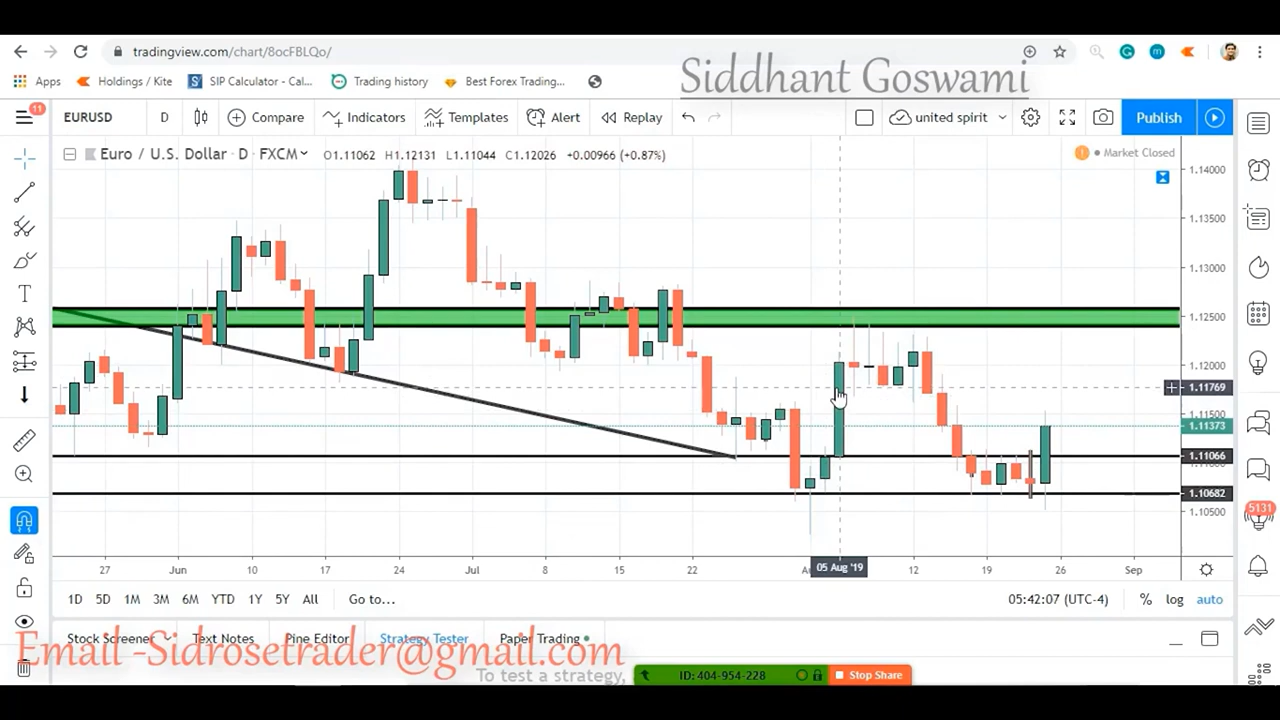 tradingview.com/chart/8ocFBLQo/
Siddhant Goswami
Apps Holdings / Kite SIP Calculator - Cal... Trading history Best Forex Trading...
11
EURUSD D Compare Indicators Templates Alert Replay united spirit Publish
Euro / U.S. Dollar · D · FXCM O1.11062 H1.12131 L1.11044 C1.12026 +0.00966 (+0.87%)
Market Closed
1.14000
1.13500
1.13000
1.12500
1.12000
1.11769
1.11500
1.11373
1.11066
1.10682
1.10500
27 Jun 10 17 24 Jul 8 15 22 05 Aug '19 12 19 26 Sep
1D 5D 1M 3M 6M YTD 1Y 5Y All Go to... 05:42:07 (UTC-4) % log auto
5131
Stock Screener Text Notes Pine Editor Strategy Tester Paper Trading
Email -Sidrosetrader@gmail.com
To test a strategy,
ID: 404-954-228 Stop Share